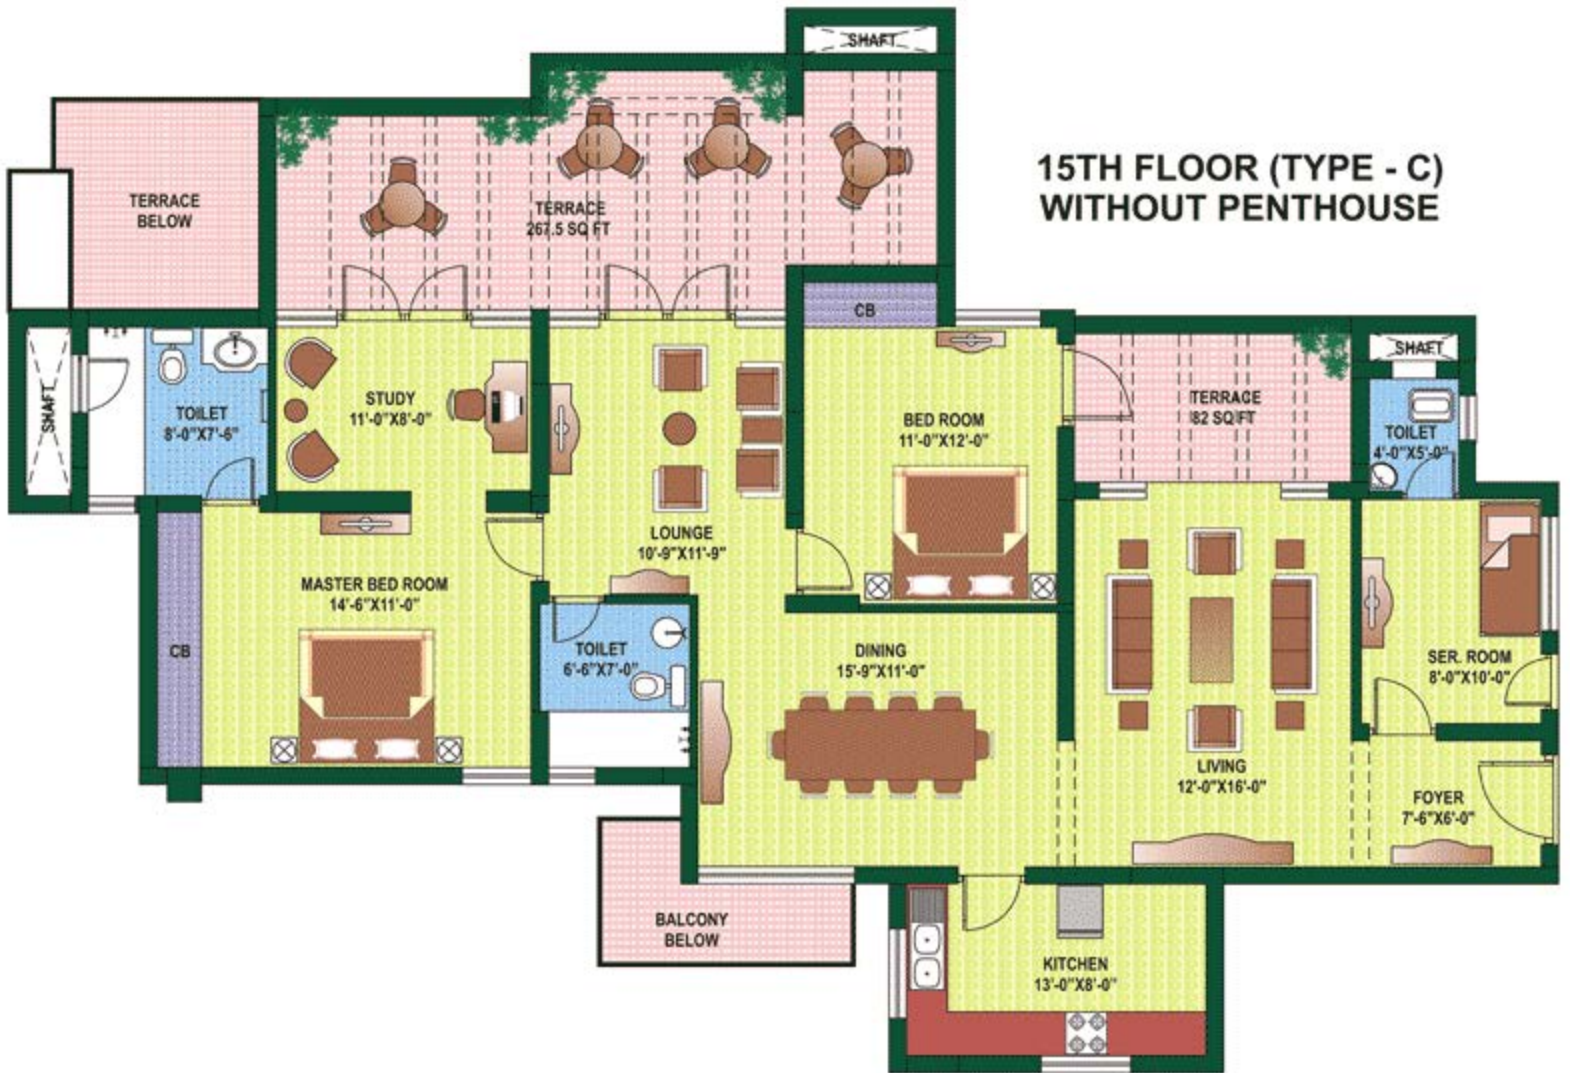 SHAFT
15TH FLOOR (TYPE - C)
WITHOUT PENTHOUSE
TERRACE
BELOW
TERRACE
267.5 SQ FT
CB
SHAFT
SHAFT
TOILET
8'-0"X7'-6"
STUDY
11'-0"X8'-0"
BED ROOM
11'-0"X12'-0"
TERRACE
82 SQ FT
TOILET
4'-0"X5'-0"
LOUNGE
10'-9"X11'-9"
MASTER BED ROOM
14'-6"X11'-0"
CB
TOILET
6'-6"X7'-0"
DINING
15'-9"X11'-0"
SER. ROOM
8'-0"X10'-0"
LIVING
12'-0"X16'-0"
FOYER
7'-6"X6'-0"
BALCONY
BELOW
KITCHEN
13'-0"X8'-0"